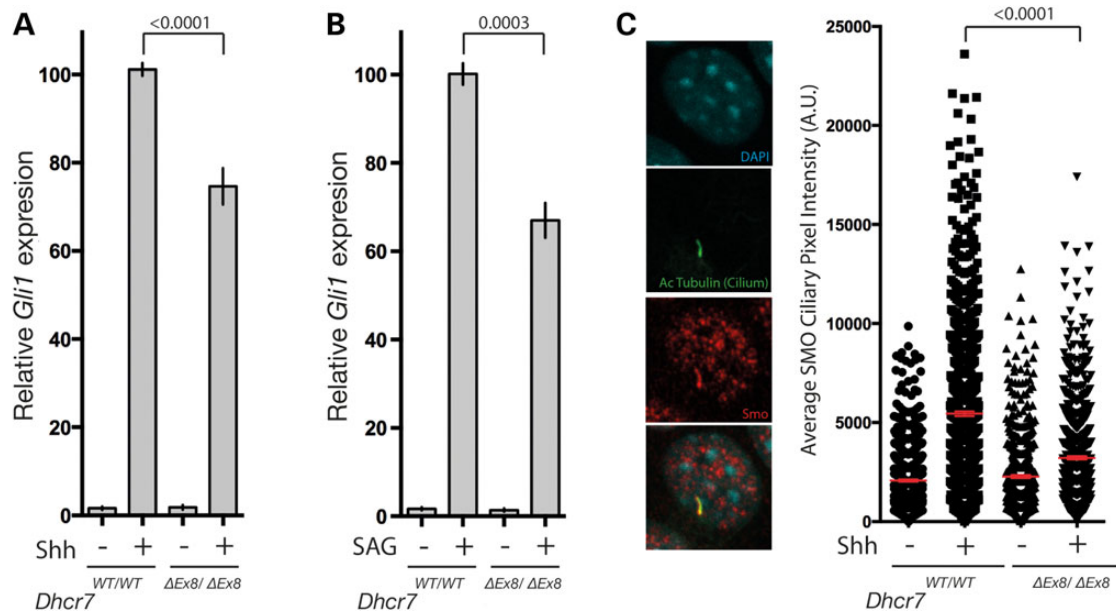 A
<0.0001
Relative Gli1 expresion
100
80
60
40
20
0
Shh - + - +
WT/WT ΔEx8/ ΔEx8
Dhcr7
B
0.0003
Relative Gli1 expresion
100
80
60
40
20
0
SAG - + - +
WT/WT ΔEx8/ ΔEx8
Dhcr7
C
DAPI
Ac Tubulin (Cilium)
Smo
<0.0001
Average SMO Ciliary Pixel Intensity (A.U.)
25000
20000
15000
10000
5000
0
Shh - + - +
WT/WT ΔEx8/ ΔEx8
Dhcr7